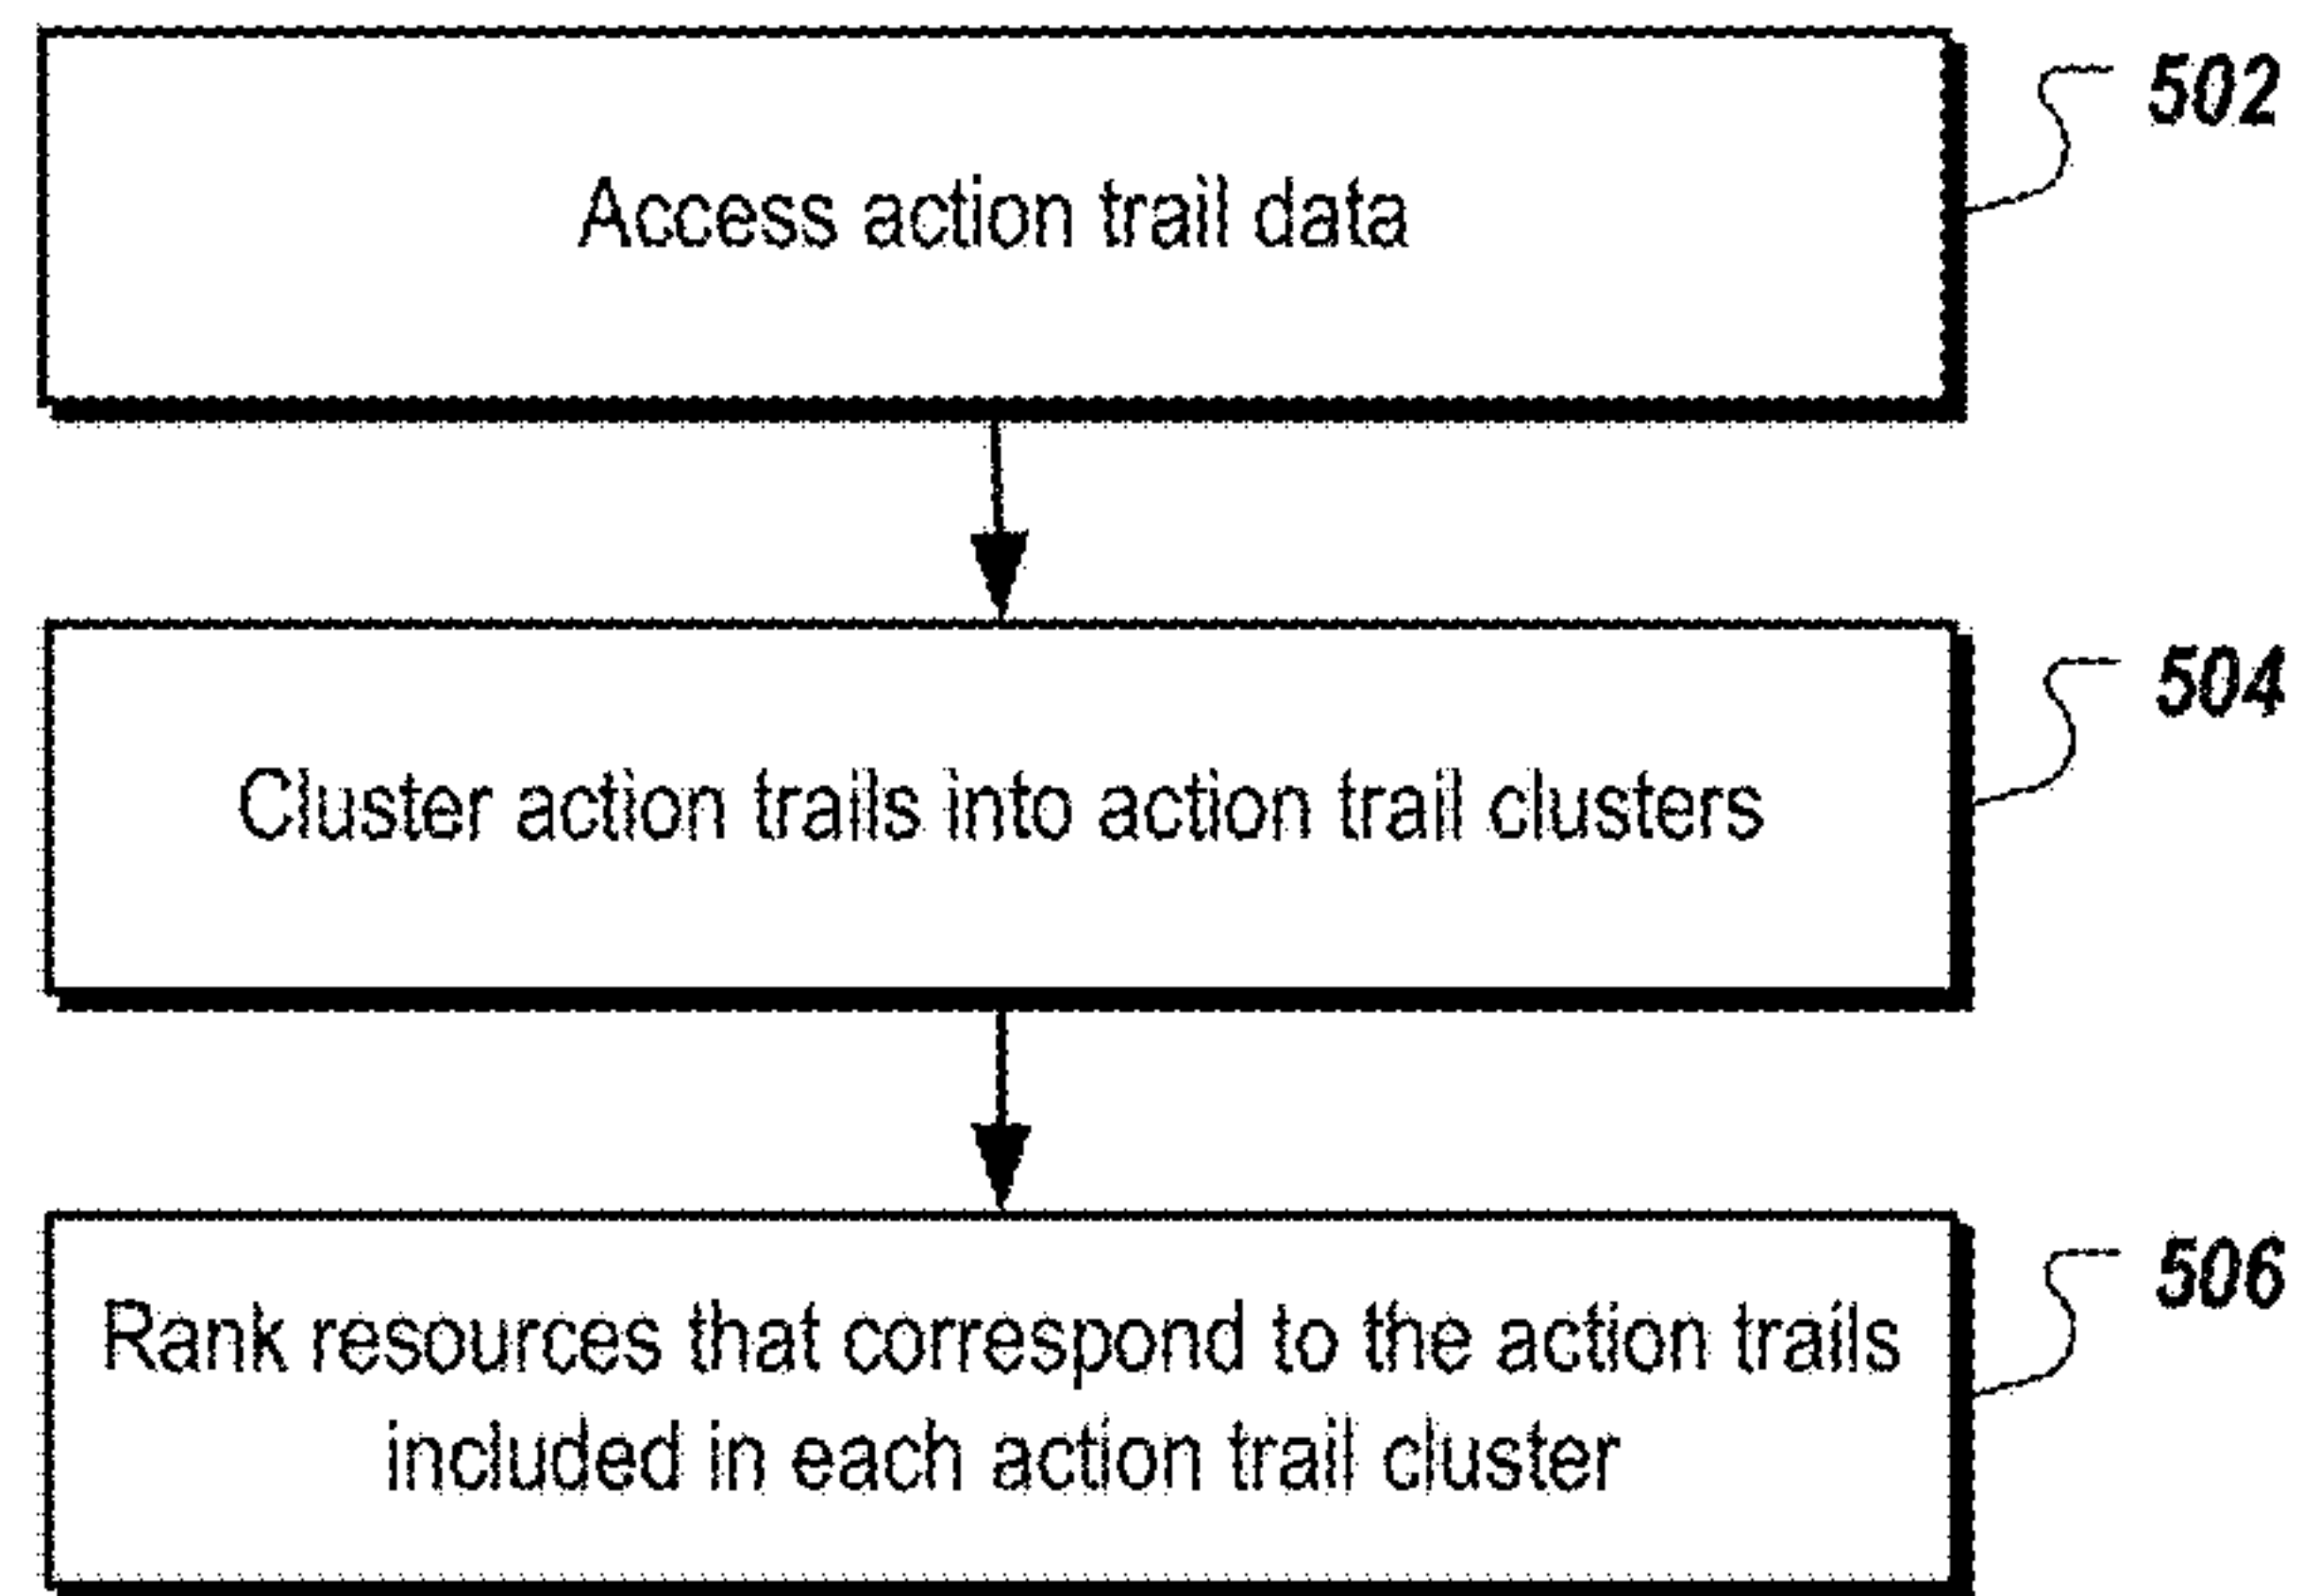 Access action trail data
502
Cluster action trails into action trail clusters
504
Rank resources that correspond to the action trails
included in each action trail cluster
506